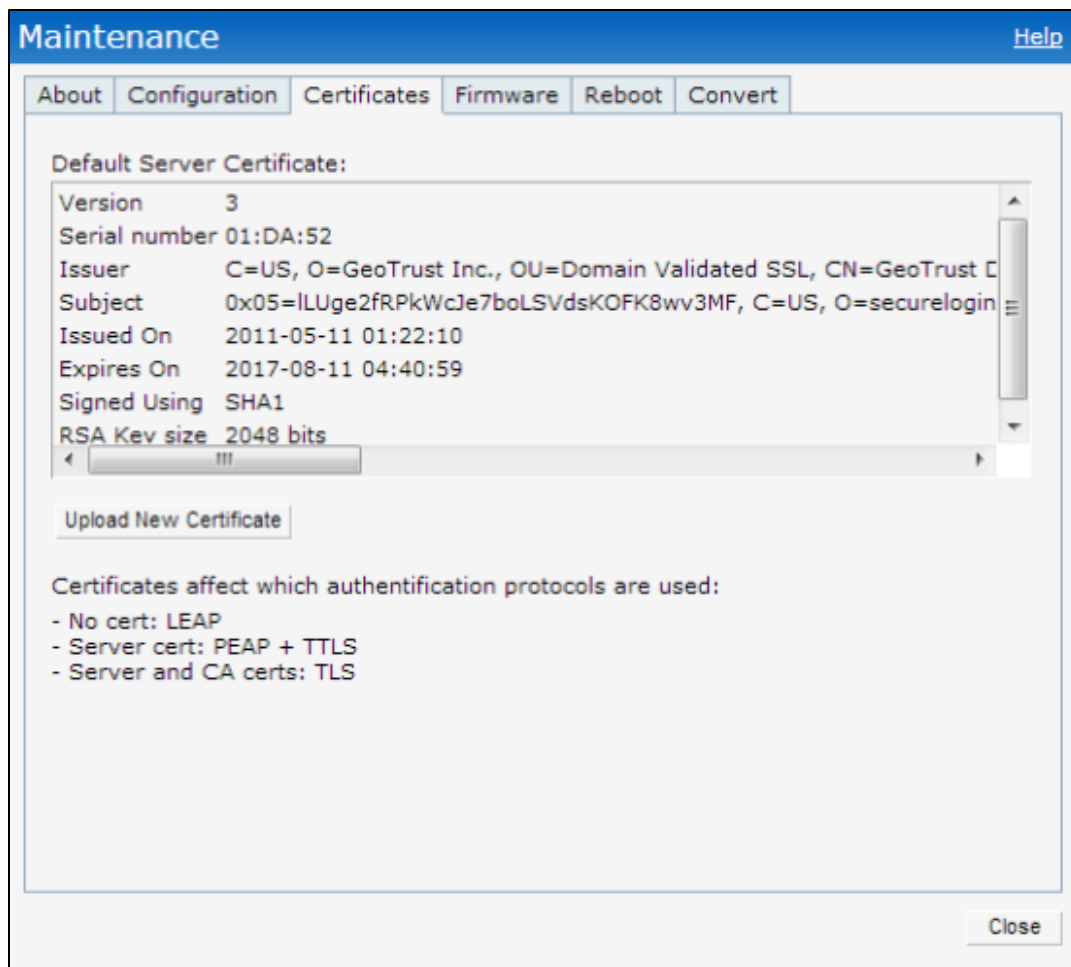 Maintenance Help
About Configuration Certificates Firmware Reboot Convert
Default Server Certificate:
Version 3
Serial number 01:DA:52
Issuer C=US, O=GeoTrust Inc., OU=Domain Validated SSL, CN=GeoTrust D
Subject 0x05=lLUge2fRPkWcJe7boLSVdsKOFK8wv3MF, C=US, O=securelogin
Issued On 2011-05-11 01:22:10
Expires On 2017-08-11 04:40:59
Signed Using SHA1
RSA Key size 2048 bits
Upload New Certificate
Certificates affect which authentification protocols are used:
- No cert: LEAP
- Server cert: PEAP + TTLS
- Server and CA certs: TLS
Close